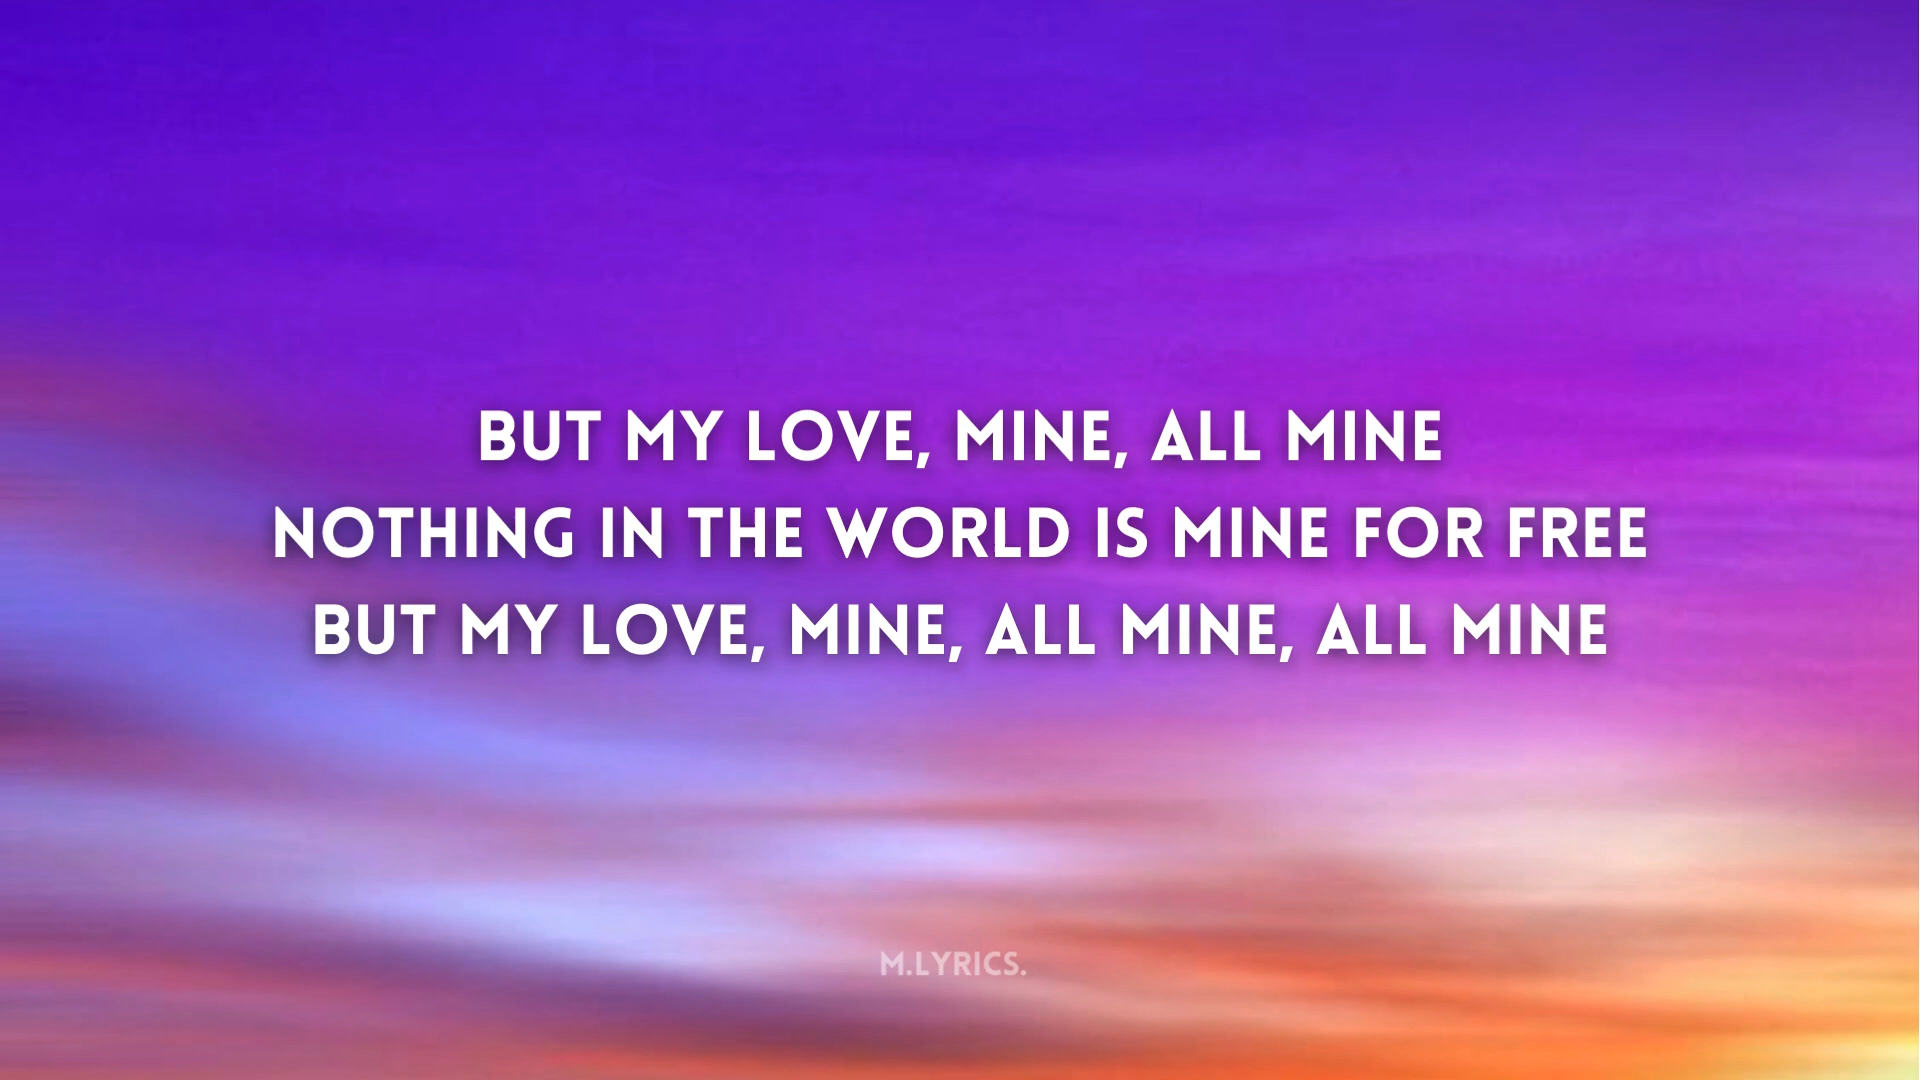 BUT MY LOVE, MINE, ALL MINE
NOTHING IN THE WORLD IS MINE FOR FREE
BUT MY LOVE, MINE, ALL MINE, ALL MINE
M.LYRICS.